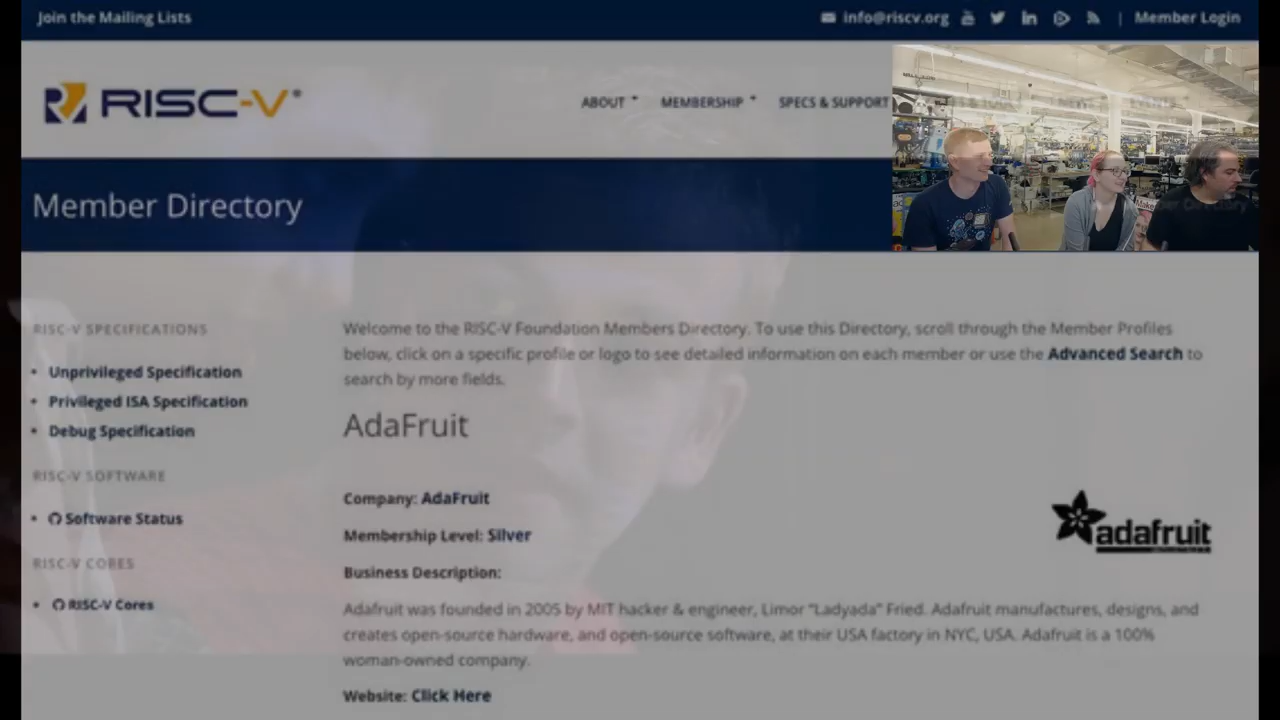 Join the Mailing Lists
info@riscv.org | Member Login
RISC-V®
ABOUT MEMBERSHIP SPECS & SUPPORT
Member Directory
RISC-V SPECIFICATIONS
• Unprivileged Specification
• Privileged ISA Specification
• Debug Specification
RISC-V SOFTWARE
• Software Status
RISC-V CORES
• RISC-V Cores
Welcome to the RISC-V Foundation Members Directory. To use this Directory, scroll through the Member Profiles
below, click on a specific profile or logo to see detailed information on each member or use the Advanced Search to
search by more fields.
AdaFruit
Company: AdaFruit
Membership Level: Silver
adafruit
Business Description:
Adafruit was founded in 2005 by MIT hacker & engineer, Limor “Ladyada” Fried. Adafruit manufactures, designs, and
creates open-source hardware, and open-source software, at their USA factory in NYC, USA. Adafruit is a 100%
woman-owned company.
Website: Click Here